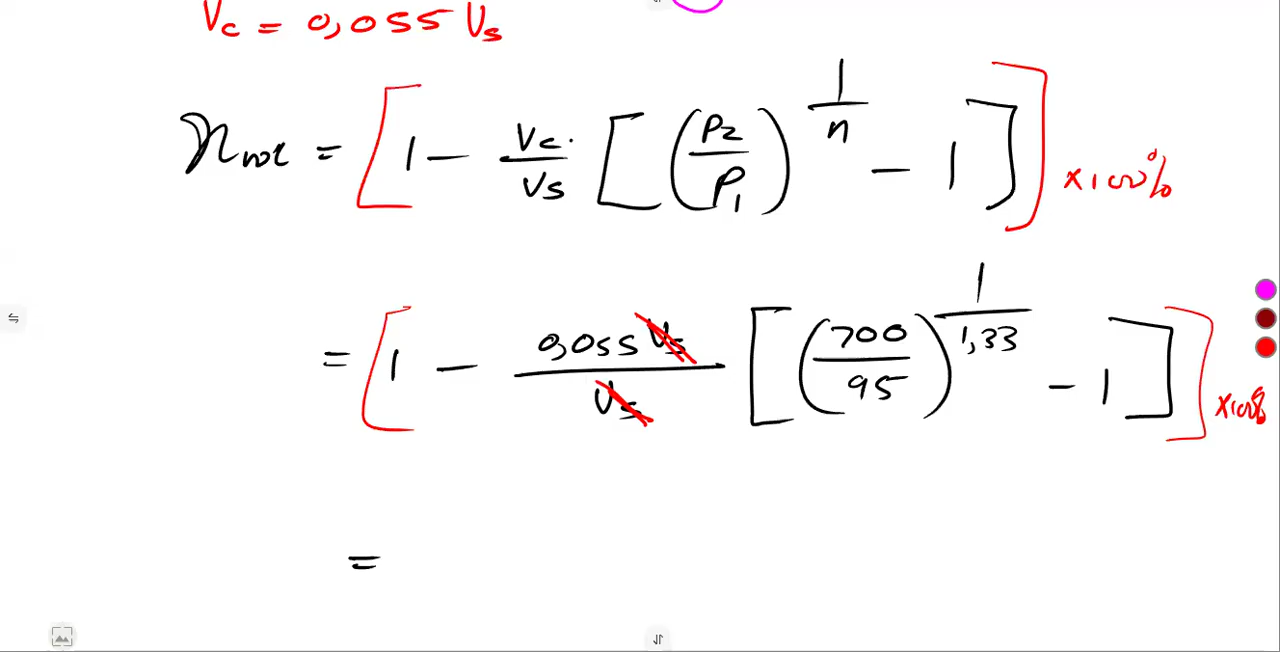 Vc = 0,055 Vs
ηvol = [1 - Vc/Vs [(P2/P1)^1/n - 1]] x100%
= [1 - 0,055 Vs/Vs [(700/95)^1/1,33 - 1]] x100%
=